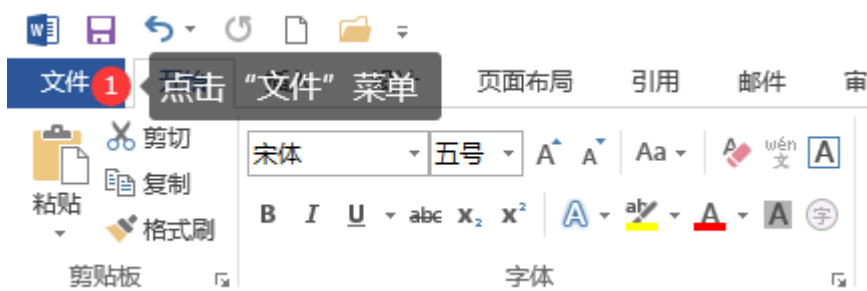 文件 1 点击“文件”菜单 页面布局 引用 邮件 审
剪切
宋体 五号 A A Aa wén 文 A
复制
粘贴
格式刷
B I U abc X₂ X² A ab A A 字
剪贴板 字体